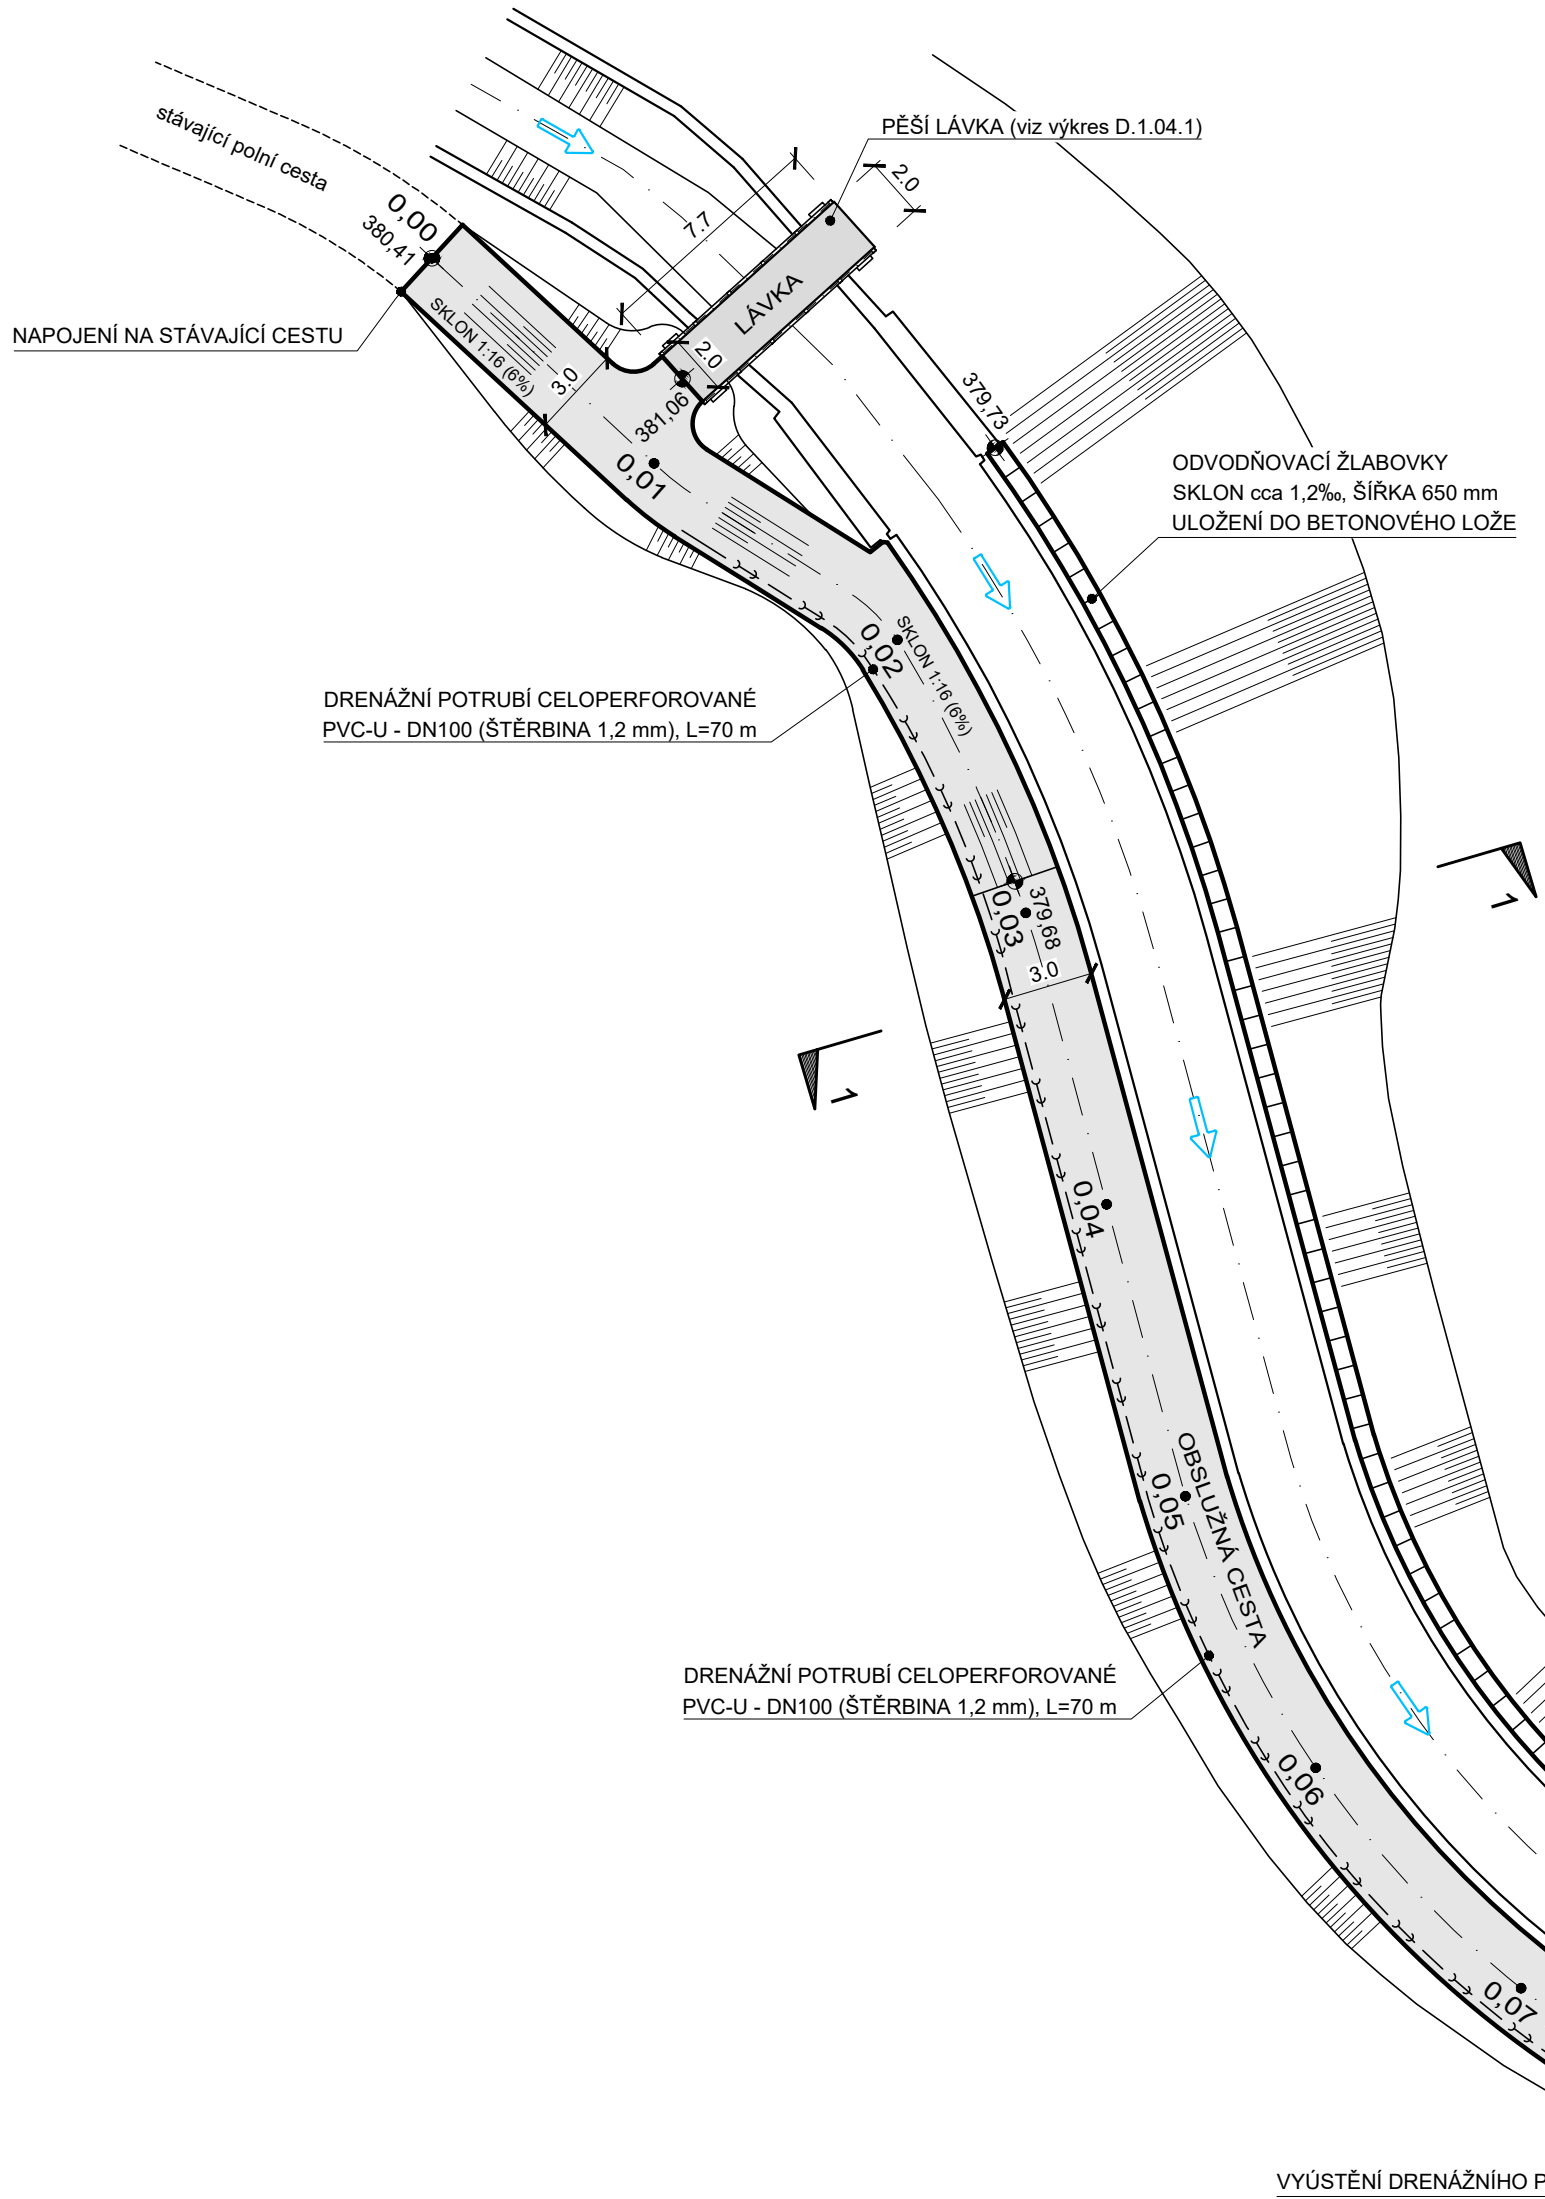 PĚŠÍ LÁVKA (viz výkres D.1.04.1)
stávající polní cesta
2.0
7.7
0,00
380,41
LÁVKA
NAPOJENÍ NA STÁVAJÍCÍ CESTU
SKLON 1:16 (6%)
3.0
2.0
381,06
379,73
0,01
ODVODŇOVACÍ ŽLABOVKY
SKLON cca 1,2‰, ŠÍŘKA 650 mm
ULOŽENÍ DO BETONOVÉHO LOŽE
0,02
SKLON 1:16 (6%)
DRENÁŽNÍ POTRUBÍ CELOPERFOROVANÉ
PVC-U - DN100 (ŠTĚRBINA 1,2 mm), L=70 m
0,03
379,68
1
3.0
1
0,04
OBSLUŽNÁ CESTA
0,05
DRENÁŽNÍ POTRUBÍ CELOPERFOROVANÉ
PVC-U - DN100 (ŠTĚRBINA 1,2 mm), L=70 m
0,06
0,07
VYÚSTĚNÍ DRENÁŽNÍHO P